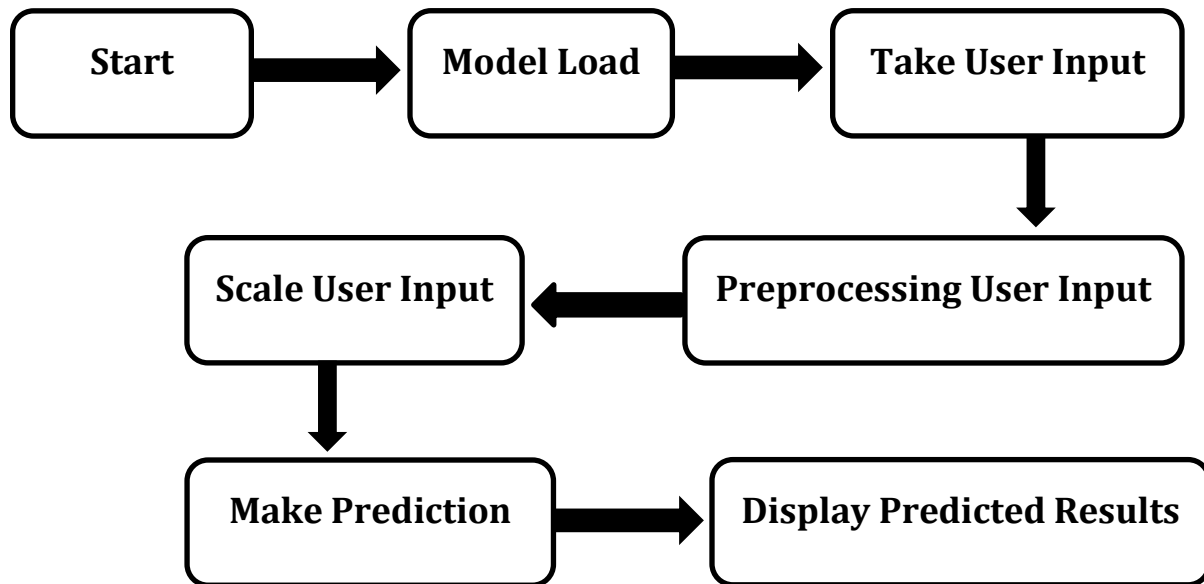 Start
Model Load
Take User Input
Preprocessing User Input
Scale User Input
Make Prediction
Display Predicted Results